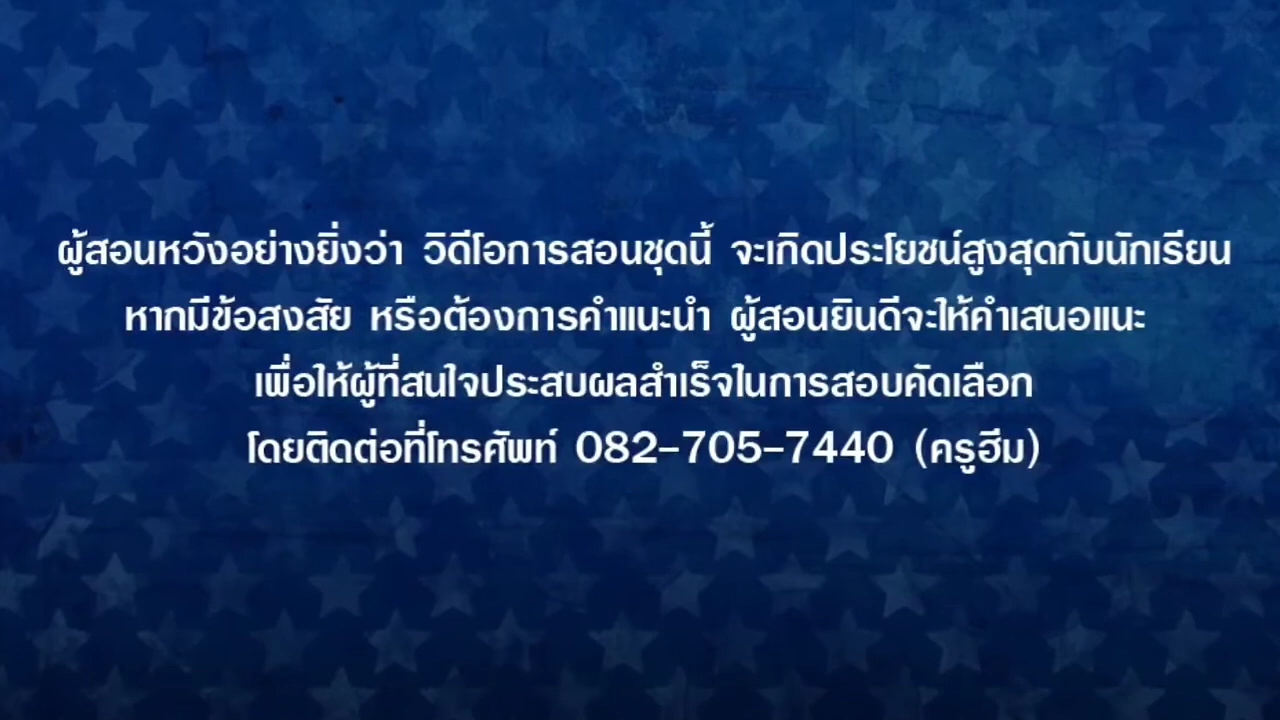 ผู้สอนหวังอย่างยิ่งว่า วิดีโอการสอนชุดนี้ จะเกิดประโยชน์สูงสุดกับนักเรียน
หากมีข้อสงสัย หรือต้องการคำแนะนำ ผู้สอนยินดีจะให้คำเสนอแนะ
เพื่อให้ผู้ที่สนใจประสบผลสำเร็จในการสอบคัดเลือก
โดยติดต่อที่โทรศัพท์ 082-705-7440 (ครูฮีม)